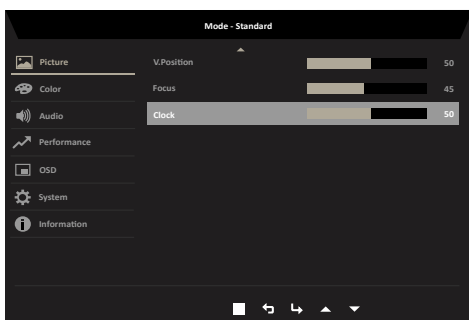 Mode - Standard
Picture
V.Position 50
Color
Focus 45
Audio
Clock 50
Performance
OSD
System
Information